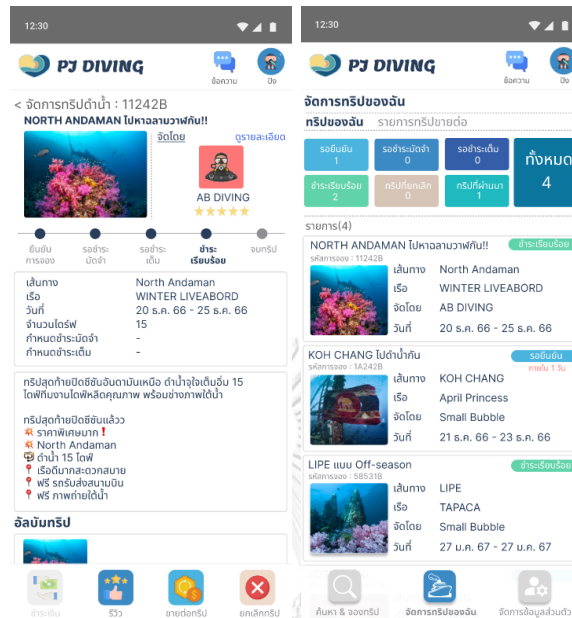 12:30
PJ DIVING
ข้อความ
ปิง
< จัดการทริปดำน้ำ : 11242B
NORTH ANDAMAN ไปหาฉลามวาฬกัน!!
จัดโดย
ดูรายละเอียด
AB DIVING
ยืนยัน
การจอง
รอชำระ
มัดจำ
รอชำระ
เต็ม
ชำระ
เรียบร้อย
จบทริป
เส้นทาง North Andaman
เรือ WINTER LIVEABORD
วันที่ 20 ธ.ค. 66 - 25 ธ.ค. 66
จำนวนไดร์ฟ 15
กำหนดชำระมัดจำ -
กำหนดชำระเต็ม -
ทริปสุดท้ายปิดซีซันอันดามันเหนือ ดำน้ำจุใจเต็มอิ่ม 15
ไดฟ์ทีมงานไดฟ์หลีดคุณภาพ พร้อมช่างภาพใต้น้ำ
ทริปสุดท้ายปิดซีซันแล้วว
ราคาพิเศษมาก❗
North Andaman
ดำน้ำ 15 ไดฟ์
เรือดีมากสะดวกสบาย
ฟรี รถรับส่งสนามบิน
ฟรี ภาพถ่ายใต้น้ำ
อัลบัมทริป
ชำระเงิน
รีวิว
ขายต่อทริป
ยกเลิกทริป
12:30
PJ DIVING
ข้อความ
ปิง
จัดการทริปของฉัน
ทริปของฉัน รายการทริปขายต่อ
รอยืนยัน
1
รอชำระมัดจำ
0
รอชำระเต็ม
0
ทั้งหมด
4
ชำระเรียบร้อย
2
ทริปที่ยกเลิก
0
ทริปที่ผ่านมา
1
รายการ(4)
NORTH ANDAMAN ไปหาฉลามวาฬกัน!!
ชำระเรียบร้อย
รหัสการจอง : 11242B
เส้นทาง North Andaman
เรือ WINTER LIVEABORD
จัดโดย AB DIVING
วันที่ 20 ธ.ค. 66 - 25 ธ.ค. 66
KOH CHANG ไปดำน้ำกัน
รอยืนยัน
รหัสการจอง : 1A242B
ภายใน 1 วัน
เส้นทาง KOH CHANG
เรือ April Princess
จัดโดย Small Bubble
วันที่ 21 ธ.ค. 66 - 23 ธ.ค. 66
LIPE แบบ Off-season
ชำระเรียบร้อย
รหัสการจอง : 58531B
เส้นทาง LIPE
เรือ TAPACA
จัดโดย Small Bubble
วันที่ 27 ม.ค. 67 - 27 ม.ค. 67
ค้นหา & จองทริป
จัดการทริปของฉัน
จัดการข้อมูลส่วนตัว